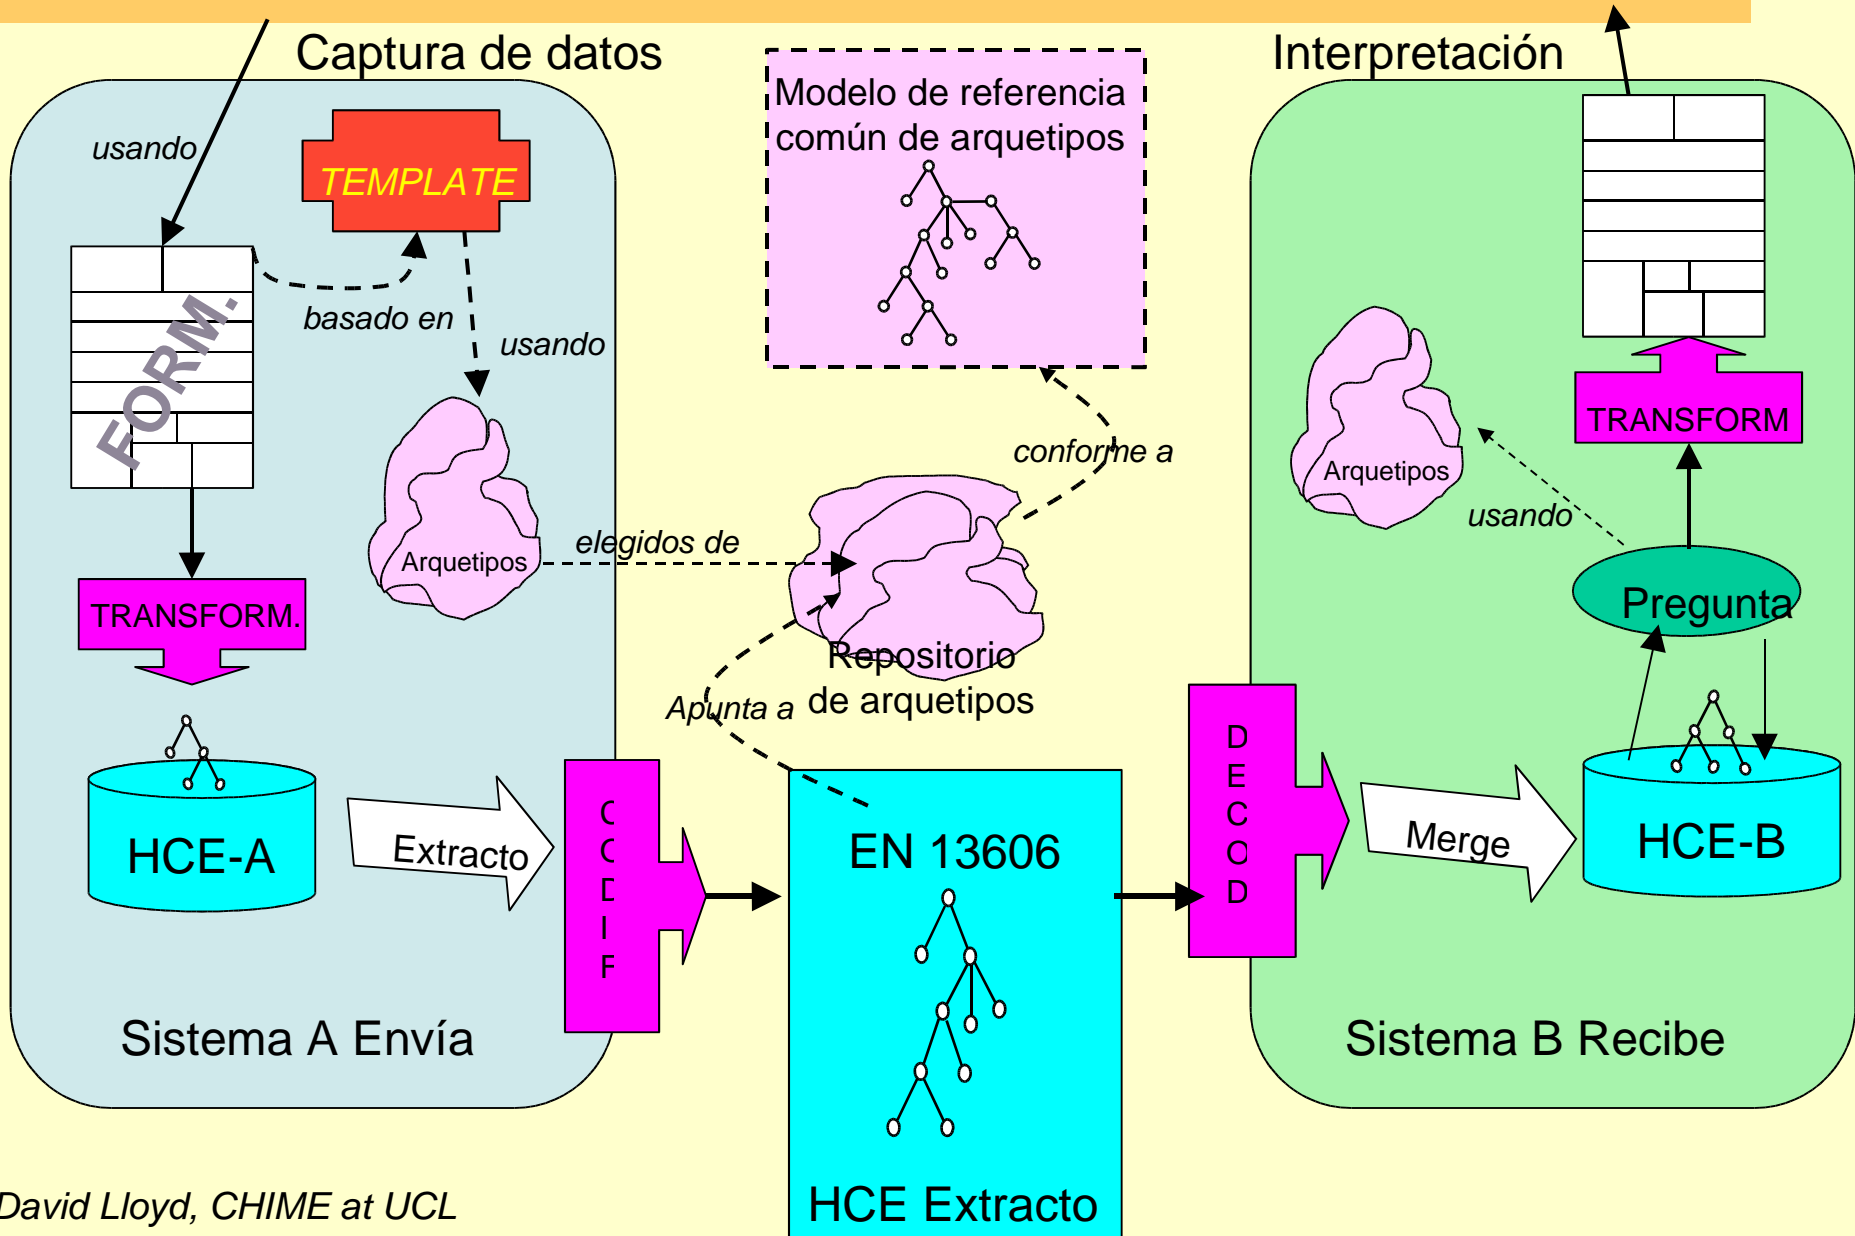 Captura de datos
Interpretación
Modelo de referencia
común de arquetipos
usando
TEMPLATE
FORM.
basado en
usando
conforme a
TRANSFORM
Arquetipos
usando
elegidos de
Arquetipos
Pregunta
TRANSFORM.
Repositorio
de arquetipos
Apunta a
HCE-A
Extracto
C
O
D
I
F
EN 13606
D
E
C
O
D
Merge
HCE-B
Sistema A Envía
Sistema B Recibe
HCE Extracto
David Lloyd, CHIME at UCL